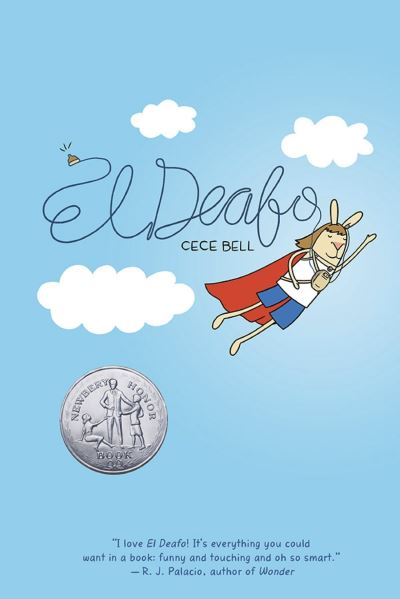 El Deafo
CECE BELL
NEWBERY HONOR
BOOK
"I love El Deafo! It's everything you could
want in a book: funny and touching and oh so smart."
— R. J. Palacio, author of Wonder